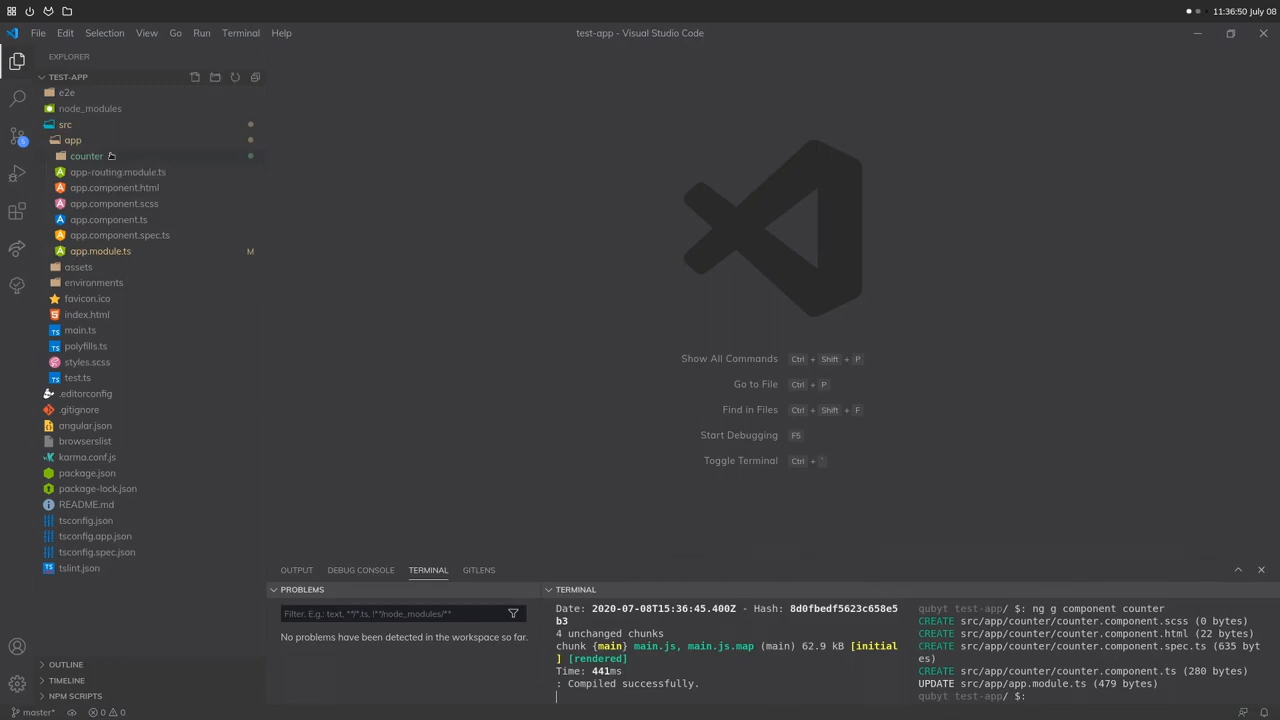 11:36:50 July 08
File Edit Selection View Go Run Terminal Help
test-app - Visual Studio Code
EXPLORER
TEST-APP
e2e
node_modules
src
app
counter
app-routing.module.ts
app.component.html
app.component.scss
app.component.ts
app.component.spec.ts
app.module.ts M
assets
environments
favicon.ico
index.html
main.ts
polyfills.ts
styles.scss
test.ts
.editorconfig
.gitignore
angular.json
browserslist
karma.conf.js
package.json
package-lock.json
README.md
tsconfig.json
tsconfig.app.json
tsconfig.spec.json
tslint.json
OUTLINE
TIMELINE
NPM SCRIPTS
5
Show All Commands Ctrl + Shift + P
Go to File Ctrl + P
Find in Files Ctrl + Shift + F
Start Debugging F5
Toggle Terminal Ctrl + `
OUTPUT DEBUG CONSOLE TERMINAL GITLENS
PROBLEMS
Filter. E.g.: text, **/*.ts, !**/node_modules/**
No problems have been detected in the workspace so far.
TERMINAL
Date: 2020-07-08T15:36:45.400Z - Hash: 8d0fbedf5623c658e5
b3
4 unchanged chunks
chunk {main} main.js, main.js.map (main) 62.9 kB [initial
] [rendered]
Time: 441ms
: Compiled successfully.
qubyt test-app/ $: ng g component counter
CREATE src/app/counter/counter.component.scss (0 bytes)
CREATE src/app/counter/counter.component.html (22 bytes)
CREATE src/app/counter/counter.component.spec.ts (635 byt
es)
CREATE src/app/counter/counter.component.ts (280 bytes)
UPDATE src/app/app.module.ts (479 bytes)
qubyt test-app/ $:
master* 0 0